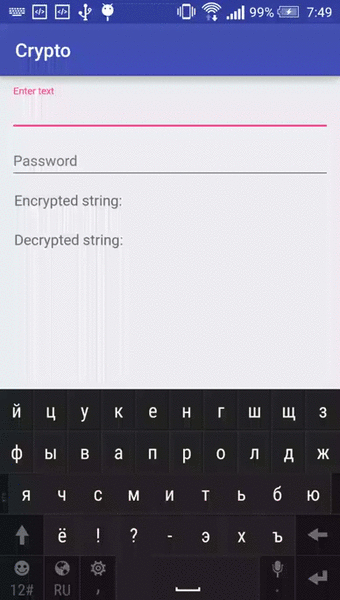 99% 7:49
Crypto
Enter text
Password
Encrypted string:
Decrypted string:
й ц у к е н г ш щ з
ф ы в а п р о л д ж
я ч с м и т ь б ю
ё ! ? - э х ъ
12# RU ,